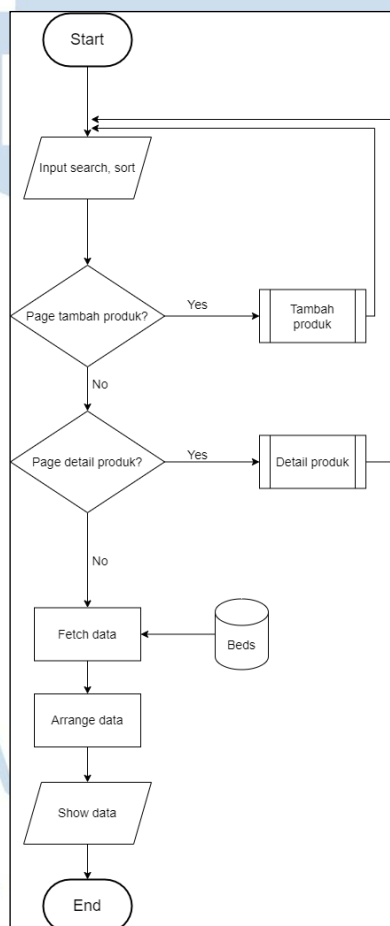 Start
Input search, sort
Page tambah produk?
Yes
Tambah
produk
No
Page detail produk?
Yes
Detail produk
No
Fetch data
Beds
Arrange data
Show data
End